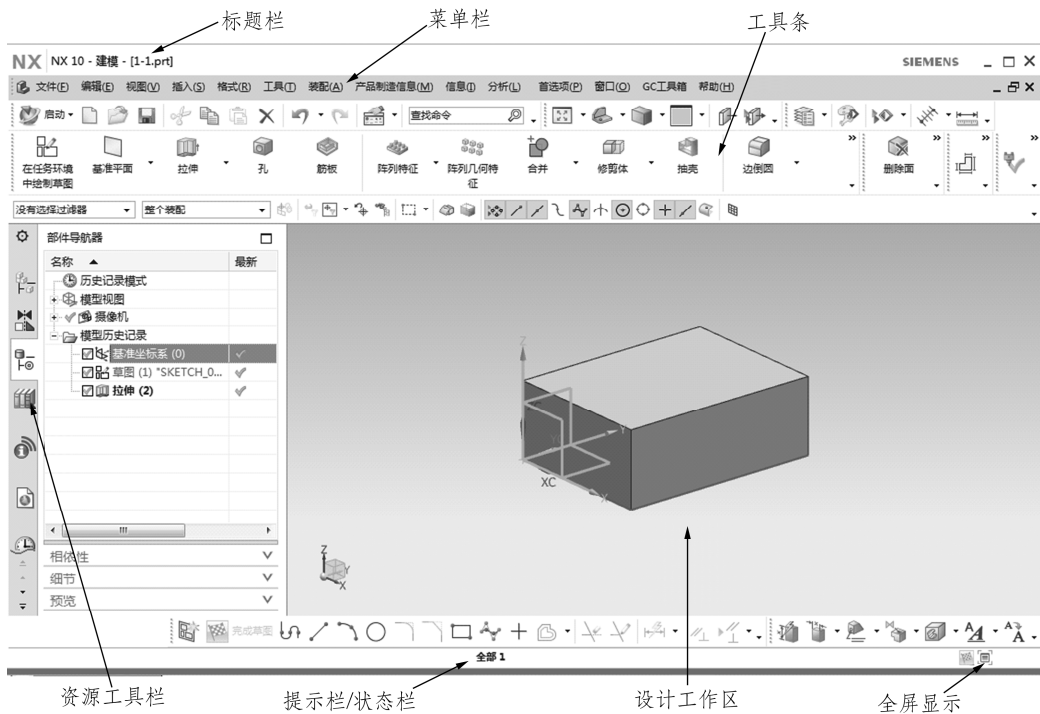 标题栏
菜单栏
工具条
NX NX 10 - 建模 - [1-1.prt] SIEMENS
文件(F) 编辑(E) 视图(V) 插入(S) 格式(R) 工具(T) 装配(A) 产品制造信息(M) 信息(I) 分析(L) 首选项(P) 窗口(O) GC工具箱 帮助(H)
启动 查找命令
在任务环境中绘制草图 基准平面 拉伸 孔 筋板 阵列特征 阵列几何特征 合并 修剪体 抽壳 边倒圆 删除面
没有选择过滤器 整个装配
部件导航器
名称 最新
历史记录模式
模型视图
摄像机
模型历史记录
基准坐标系 (0)
草图 (1) "SKETCH_0...
拉伸 (2)
Z
Y
XC
X
Z
Y
X
相依性
细节
预览
完成草图
全部 1
资源工具栏
提示栏/状态栏
设计工作区
全屏显示